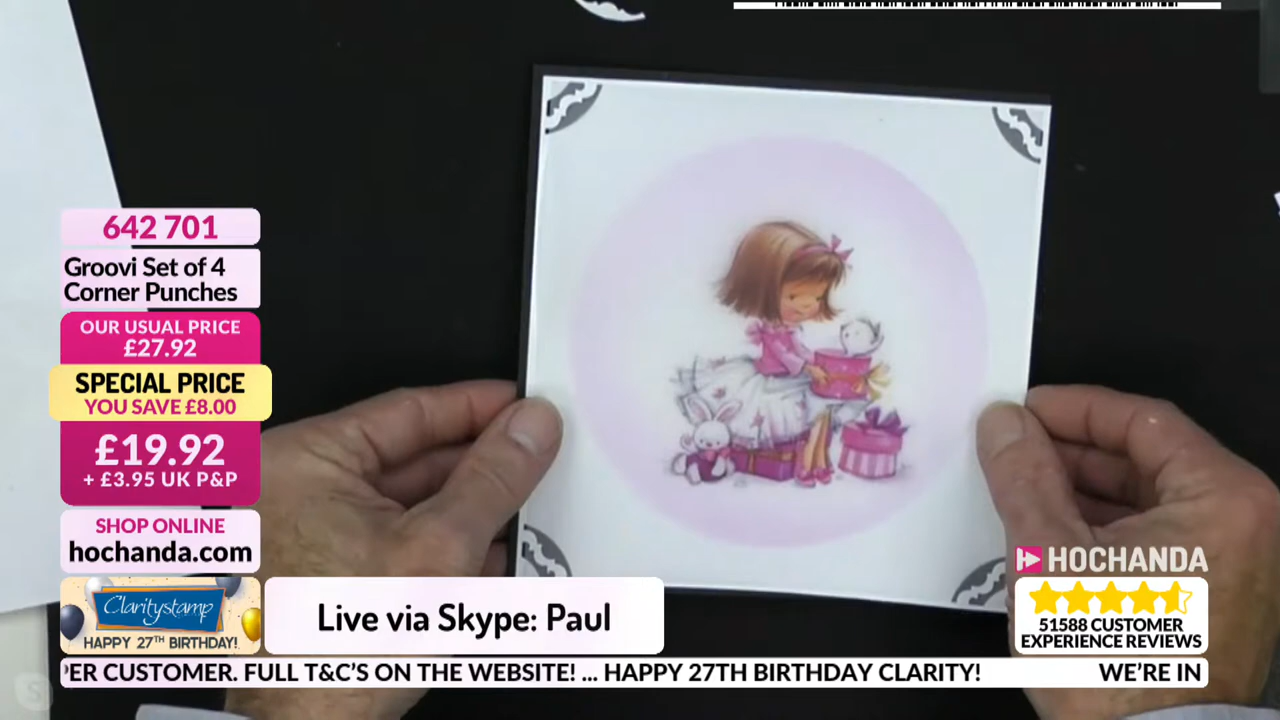 642 701
Groovi Set of 4
Corner Punches
OUR USUAL PRICE
£27.92
SPECIAL PRICE
YOU SAVE £8.00
£19.92
+ £3.95 UK P&P
SHOP ONLINE
hochanda.com
Claritystamp
HAPPY 27TH BIRTHDAY!
Live via Skype: Paul
HOCHANDA
51588 CUSTOMER
EXPERIENCE REVIEWS
PER CUSTOMER. FULL T&C'S ON THE WEBSITE! ... HAPPY 27TH BIRTHDAY CLARITY! WE'RE IN